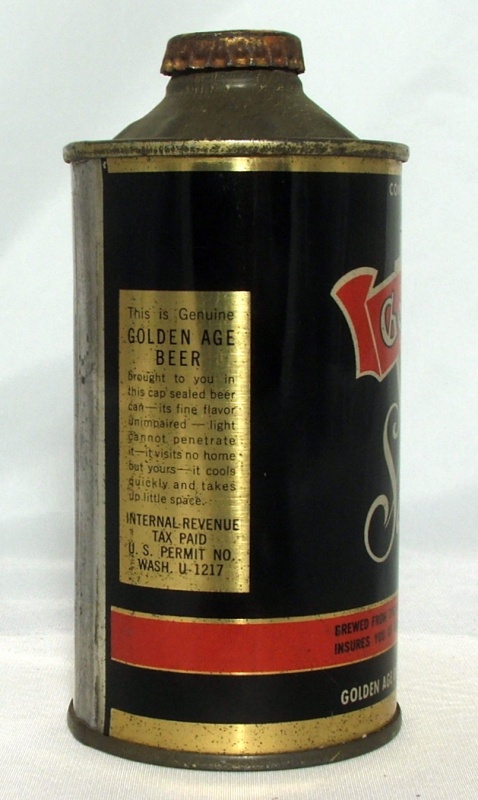 This is Genuine
GOLDEN AGE
BEER
Brought to you in
this cap sealed beer
can—its fine flavor
unimpaired — light
cannot penetrate
it—it visits no home
but yours—it cools
quickly and takes
up little space.
INTERNAL REVENUE
TAX PAID
U. S. PERMIT NO.
WASH. U-1217
BREWED FROM
INSURES YOU
GOLDEN AGE